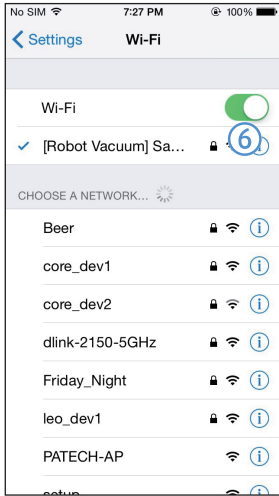 No SIM 7:27 PM 100%
Settings Wi-Fi
Wi-Fi
6
[Robot Vacuum] Sa...
CHOOSE A NETWORK...
Beer
core_dev1
core_dev2
dlink-2150-5GHz
Friday_Night
leo_dev1
PATECH-AP
setup